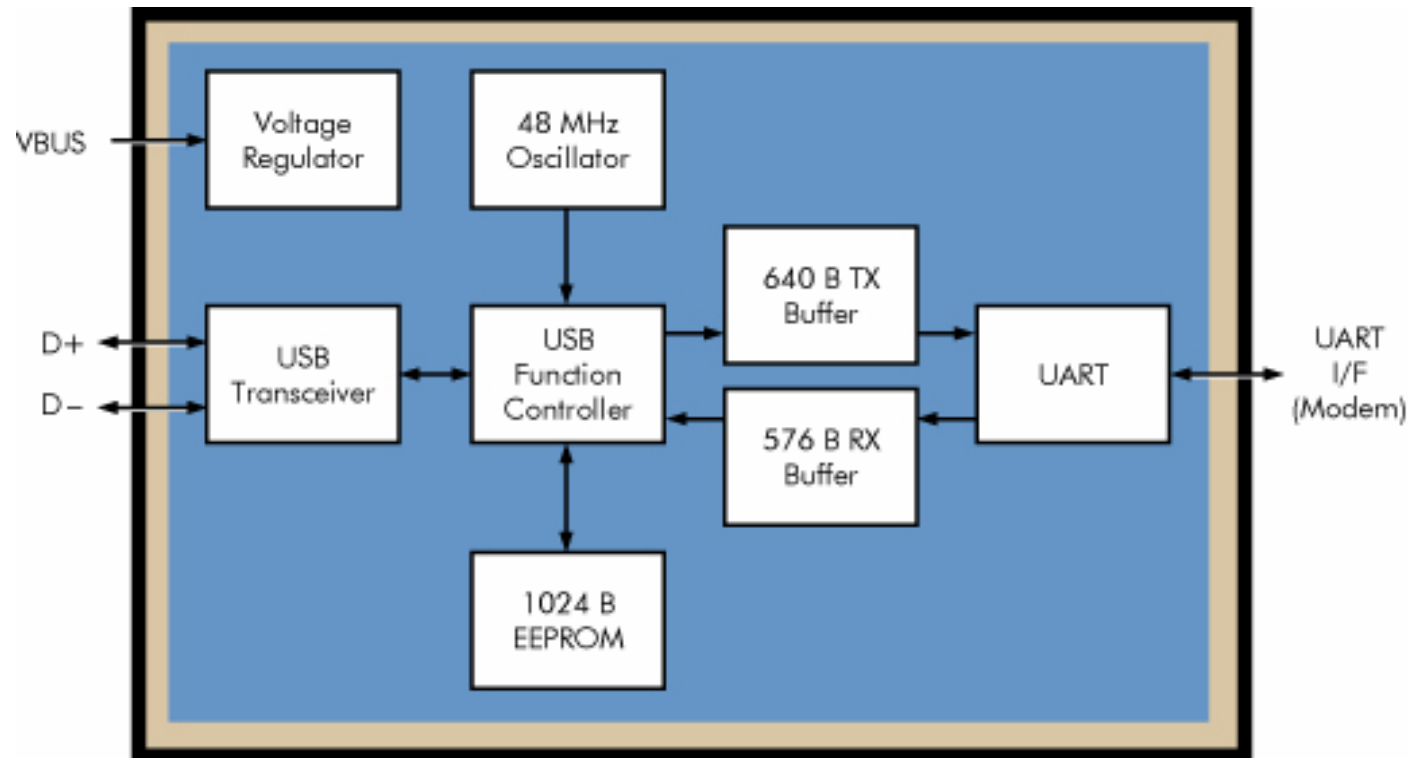 VBUS
Voltage
Regulator
48 MHz
Oscillator
640 B TX
Buffer
D+
D–
USB
Transceiver
USB
Function
Controller
UART
UART
I/F
(Modem)
576 B RX
Buffer
1024 B
EEPROM